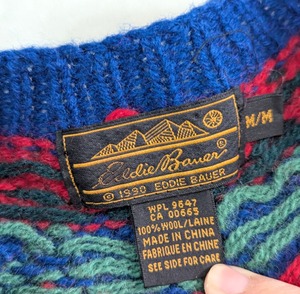 Eddie Bauer
© 1990 EDDIE BAUER
M/M
WPL 9647
CA 00665
100% WOOL/LAINE
MADE IN CHINA
FABRIQUE EN CHINE
SEE SIDE FOR CARE